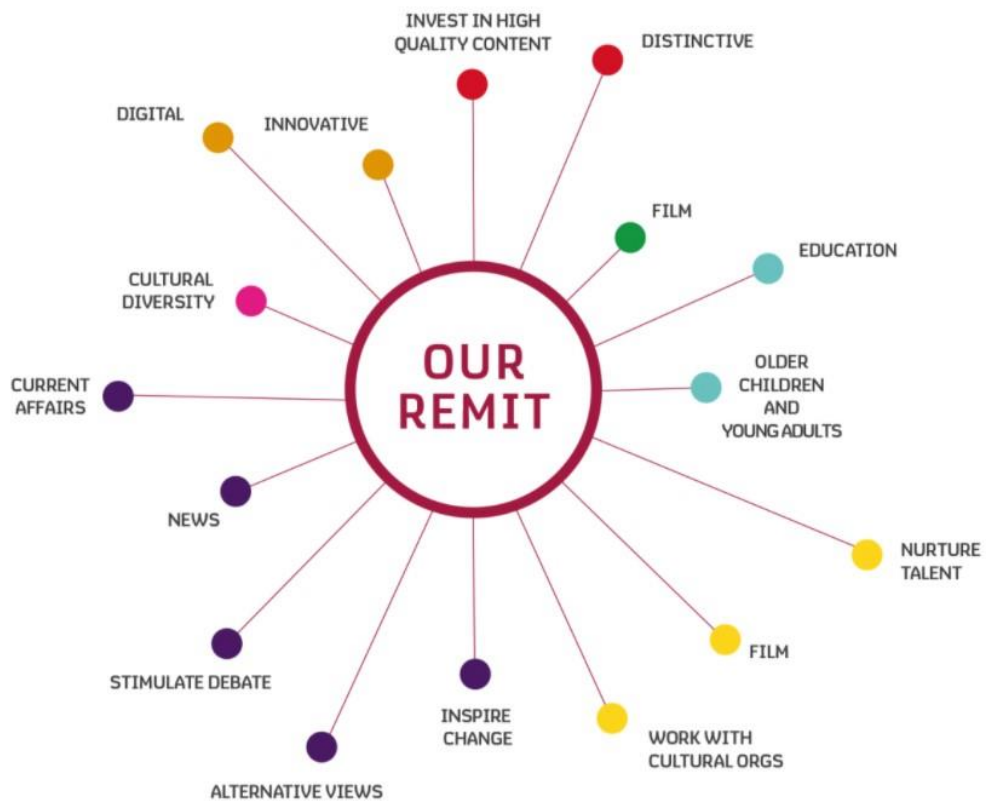 INVEST IN HIGH
QUALITY CONTENT
DISTINCTIVE
DIGITAL
INNOVATIVE
FILM
EDUCATION
CULTURAL
DIVERSITY
OUR
REMIT
CURRENT
AFFAIRS
OLDER
CHILDREN
AND
YOUNG ADULTS
NEWS
NURTURE
TALENT
STIMULATE DEBATE
FILM
INSPIRE
CHANGE
WORK WITH
CULTURAL ORGS
ALTERNATIVE VIEWS